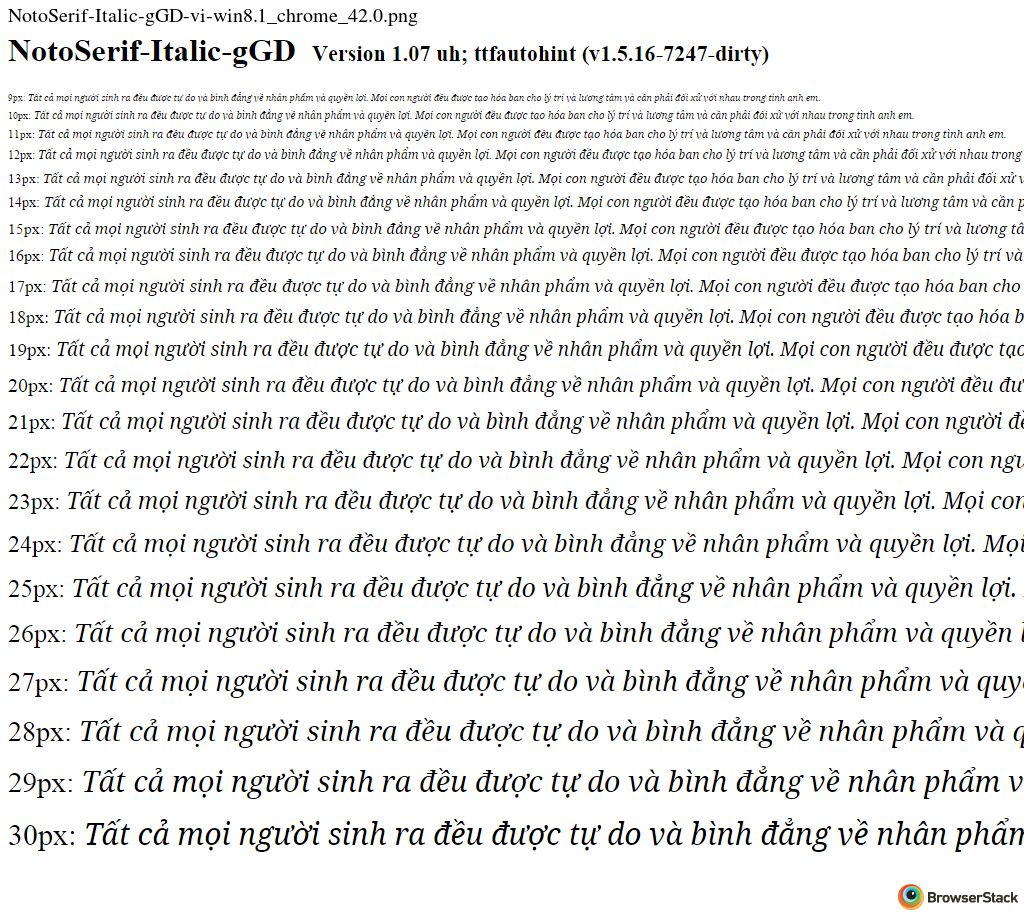 NotoSerif-Italic-gGD-vi-win8.1_chrome_42.0.png
NotoSerif-Italic-gGD Version 1.07 uh; ttfautohint (v1.5.16-7247-dirty)
9px: Tất cả mọi người sinh ra đều được tự do và bình đẳng về nhân phẩm và quyền lợi. Mọi con người đều được tạo hóa ban cho lý trí và lương tâm và cần phải đối xử với nhau trong tình anh em.
10px: Tất cả mọi người sinh ra đều được tự do và bình đẳng về nhân phẩm và quyền lợi. Mọi con người đều được tạo hóa ban cho lý trí và lương tâm và cần phải đối xử với nhau trong tình anh em.
11px: Tất cả mọi người sinh ra đều được tự do và bình đẳng về nhân phẩm và quyền lợi. Mọi con người đều được tạo hóa ban cho lý trí và lương tâm và cần phải đối xử với nhau trong tình anh em.
12px: Tất cả mọi người sinh ra đều được tự do và bình đẳng về nhân phẩm và quyền lợi. Mọi con người đều được tạo hóa ban cho lý trí và lương tâm và cần phải đối xử với nhau trong
13px: Tất cả mọi người sinh ra đều được tự do và bình đẳng về nhân phẩm và quyền lợi. Mọi con người đều được tạo hóa ban cho lý trí và lương tâm và cần phải đối xử v
14px: Tất cả mọi người sinh ra đều được tự do và bình đẳng về nhân phẩm và quyền lợi. Mọi con người đều được tạo hóa ban cho lý trí và lương tâm và cần p
15px: Tất cả mọi người sinh ra đều được tự do và bình đẳng về nhân phẩm và quyền lợi. Mọi con người đều được tạo hóa ban cho lý trí và lương tâ
16px: Tất cả mọi người sinh ra đều được tự do và bình đẳng về nhân phẩm và quyền lợi. Mọi con người đều được tạo hóa ban cho lý trí và
17px: Tất cả mọi người sinh ra đều được tự do và bình đẳng về nhân phẩm và quyền lợi. Mọi con người đều được tạo hóa ban cho
18px: Tất cả mọi người sinh ra đều được tự do và bình đẳng về nhân phẩm và quyền lợi. Mọi con người đều được tạo hóa b
19px: Tất cả mọi người sinh ra đều được tự do và bình đẳng về nhân phẩm và quyền lợi. Mọi con người đều được tạo
20px: Tất cả mọi người sinh ra đều được tự do và bình đẳng về nhân phẩm và quyền lợi. Mọi con người đều đư
21px: Tất cả mọi người sinh ra đều được tự do và bình đẳng về nhân phẩm và quyền lợi. Mọi con người đề
22px: Tất cả mọi người sinh ra đều được tự do và bình đẳng về nhân phẩm và quyền lợi. Mọi con ngư
23px: Tất cả mọi người sinh ra đều được tự do và bình đẳng về nhân phẩm và quyền lợi. Mọi con
24px: Tất cả mọi người sinh ra đều được tự do và bình đẳng về nhân phẩm và quyền lợi. Mọi
25px: Tất cả mọi người sinh ra đều được tự do và bình đẳng về nhân phẩm và quyền lợi.
26px: Tất cả mọi người sinh ra đều được tự do và bình đẳng về nhân phẩm và quyền l
27px: Tất cả mọi người sinh ra đều được tự do và bình đẳng về nhân phẩm và quy
28px: Tất cả mọi người sinh ra đều được tự do và bình đẳng về nhân phẩm và q
29px: Tất cả mọi người sinh ra đều được tự do và bình đẳng về nhân phẩm v
30px: Tất cả mọi người sinh ra đều được tự do và bình đẳng về nhân phẩm
BrowserStack